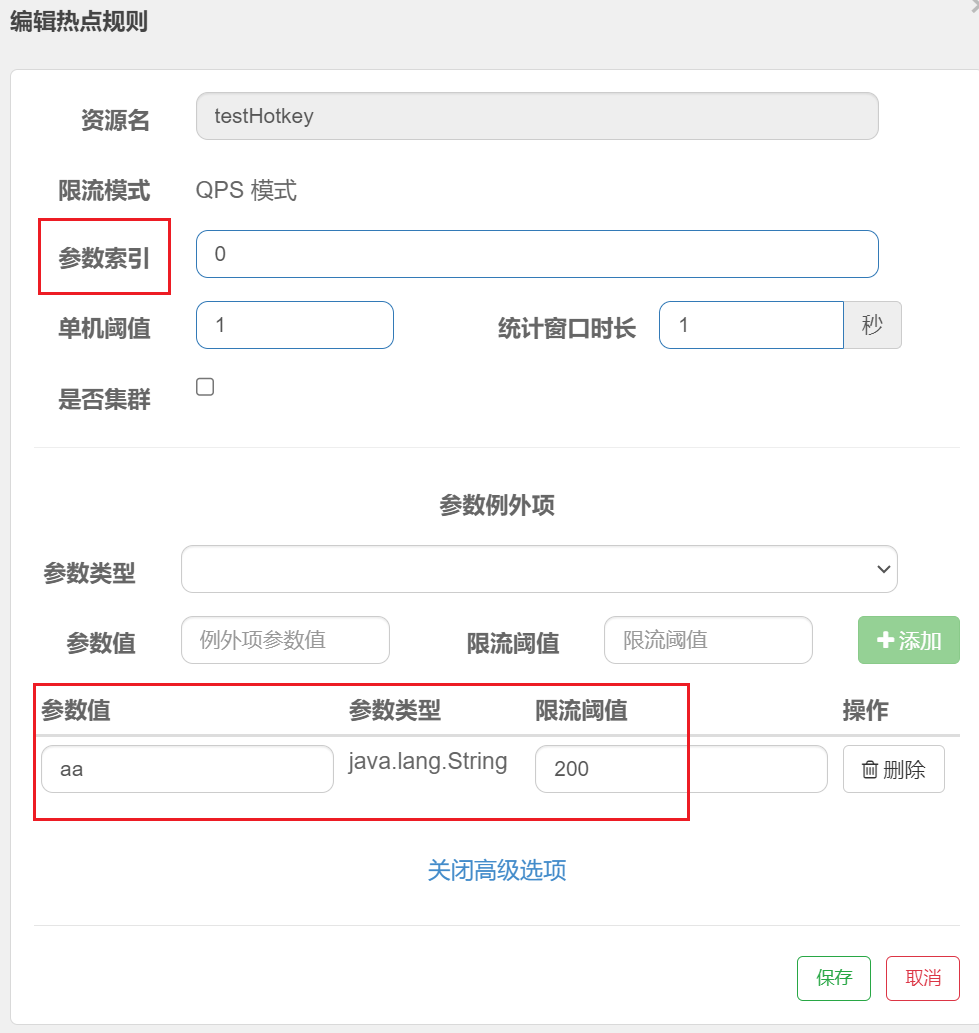 编辑热点规则
资源名 testHotkey
限流模式 QPS 模式
参数索引 0
单机阈值 1 统计窗口时长 1 秒
是否集群
参数例外项
参数类型
参数值 例外项参数值 限流阈值 限流阈值 添加
参数值 参数类型 限流阈值 操作
aa java.lang.String 200 删除
关闭高级选项
保存 取消